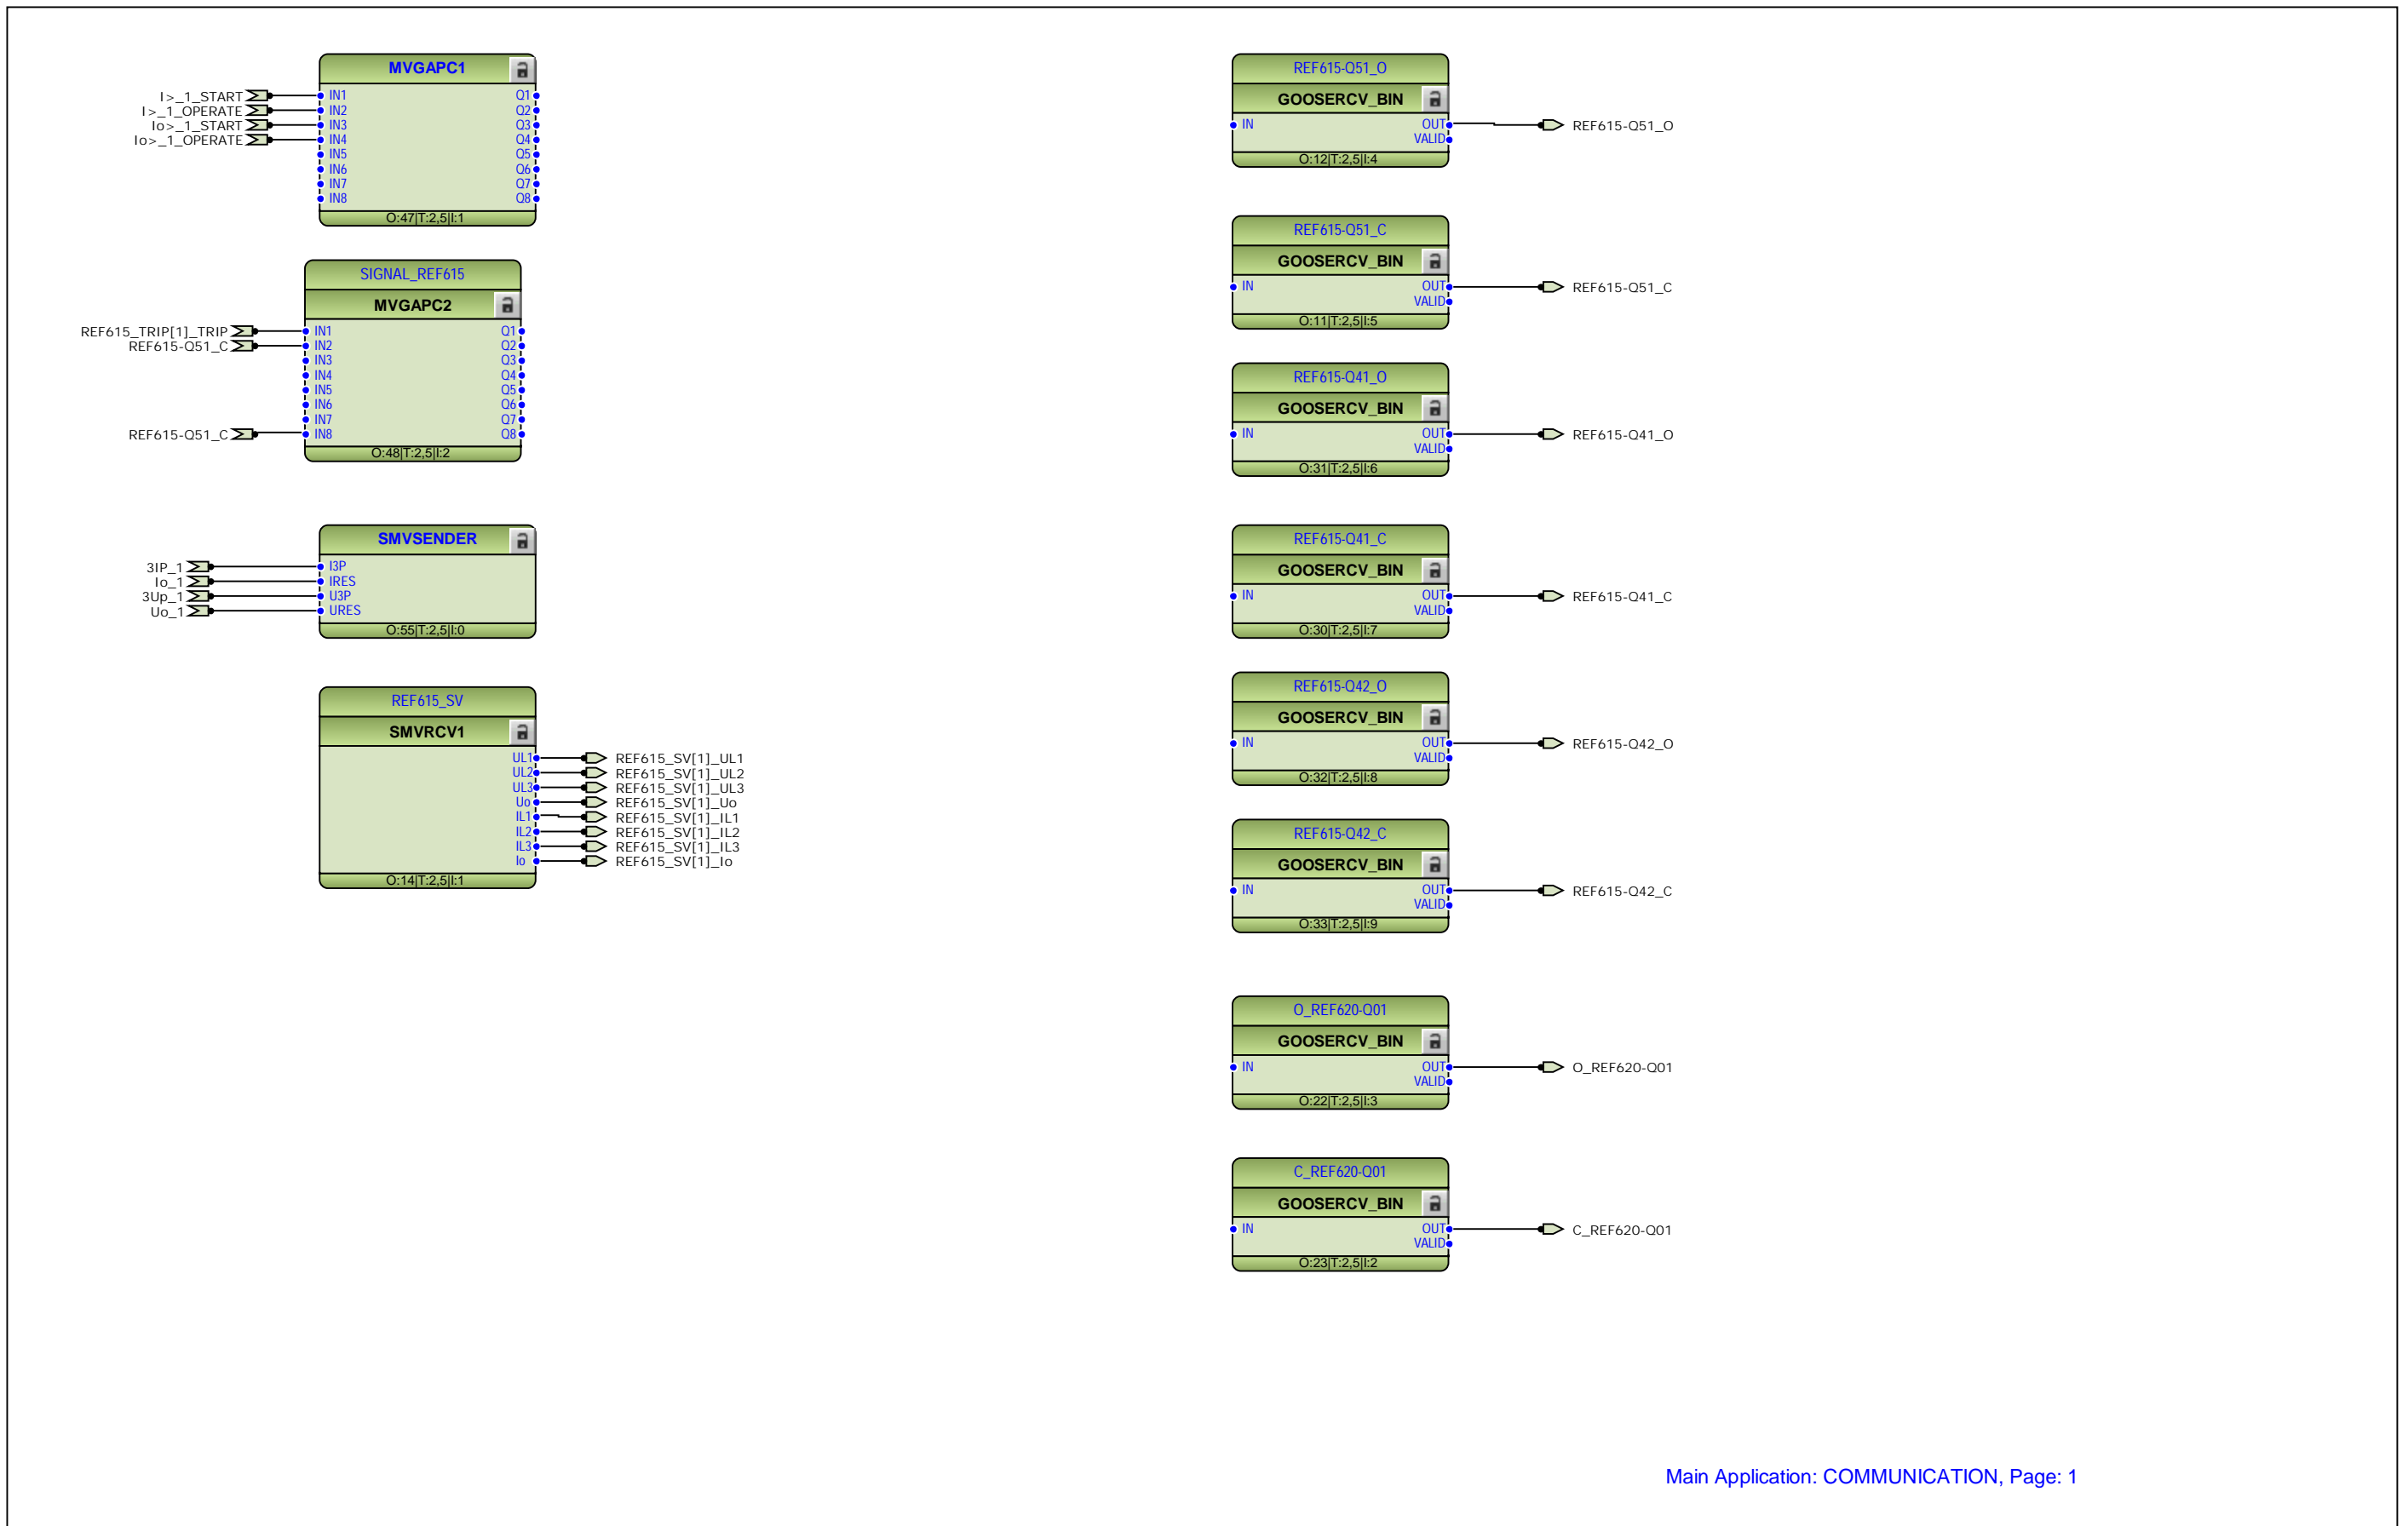 MVGAPC1
I>_1_START IN1 Q1
I>_1_OPERATE IN2 Q2
Io>_1_START IN3 Q3
Io>_1_OPERATE IN4 Q4
IN5 Q5
IN6 Q6
IN7 Q7
IN8 Q8
O:47|T:2,5|I:1
SIGNAL_REF615
MVGAPC2
REF615_TRIP[1]_TRIP IN1 Q1
REF615-Q51_C IN2 Q2
IN3 Q3
IN4 Q4
IN5 Q5
IN6 Q6
IN7 Q7
REF615-Q51_C IN8 Q8
O:48|T:2,5|I:2
SMVSENDER
3IP_1 I3P
Io_1 IRES
3Up_1 U3P
Uo_1 URES
O:55|T:2,5|I:0
REF615_SV
SMVRCV1
UL1 REF615_SV[1]_UL1
UL2 REF615_SV[1]_UL2
UL3 REF615_SV[1]_UL3
Uo REF615_SV[1]_Uo
IL1 REF615_SV[1]_IL1
IL2 REF615_SV[1]_IL2
IL3 REF615_SV[1]_IL3
Io REF615_SV[1]_Io
O:14|T:2,5|I:1
REF615-Q51_O
GOOSERCV_BIN
IN OUT REF615-Q51_O
VALID
O:12|T:2,5|I:4
REF615-Q51_C
GOOSERCV_BIN
IN OUT REF615-Q51_C
VALID
O:11|T:2,5|I:5
REF615-Q41_O
GOOSERCV_BIN
IN OUT REF615-Q41_O
VALID
O:31|T:2,5|I:6
REF615-Q41_C
GOOSERCV_BIN
IN OUT REF615-Q41_C
VALID
O:30|T:2,5|I:7
REF615-Q42_O
GOOSERCV_BIN
IN OUT REF615-Q42_O
VALID
O:32|T:2,5|I:8
REF615-Q42_C
GOOSERCV_BIN
IN OUT REF615-Q42_C
VALID
O:33|T:2,5|I:9
O_REF620-Q01
GOOSERCV_BIN
IN OUT O_REF620-Q01
VALID
O:22|T:2,5|I:3
C_REF620-Q01
GOOSERCV_BIN
IN OUT C_REF620-Q01
VALID
O:23|T:2,5|I:2
Main Application: COMMUNICATION, Page: 1